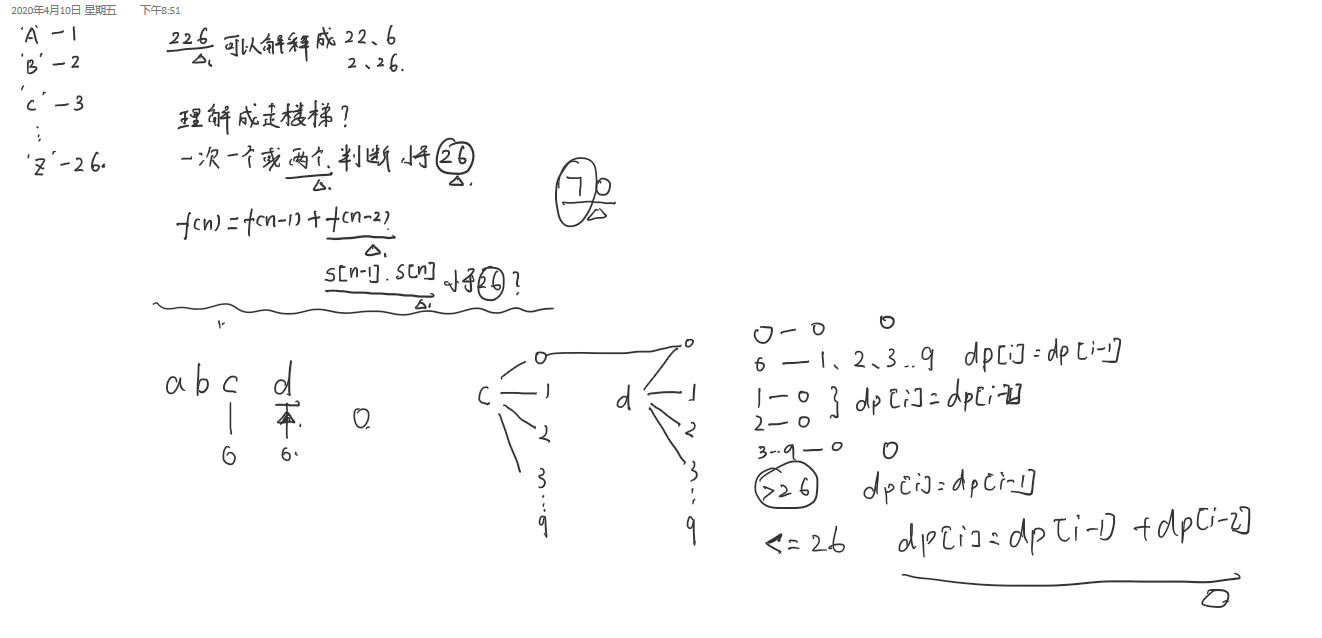 2020年4月10日 星期五 下午8:51
'A' - 1
'B' - 2
'C' - 3
⋮
'Z' - 26.
226 可以解释成 22、6
2、26.
理解成走楼梯?
一次一个或两个. 判断 小于 26
f(n) = f(n-1) + f(n-2)
s[n-1]. s[n] 小于 26 ?
70
a b c d
0
6 6.
c
0
1
2
3
⋮
9
d
0
1
2
3
⋮
9
0 - 0 0
0 — 1、2、3...9 dp[i] = dp[i-1]
1 - 0 } dp[i] = dp[i-2]
2 - 0
3...9 — 0 0
>26 dp[i] = dp[i-1]
<= 26 dp[i] = dp[i-1] + dp[i-2]